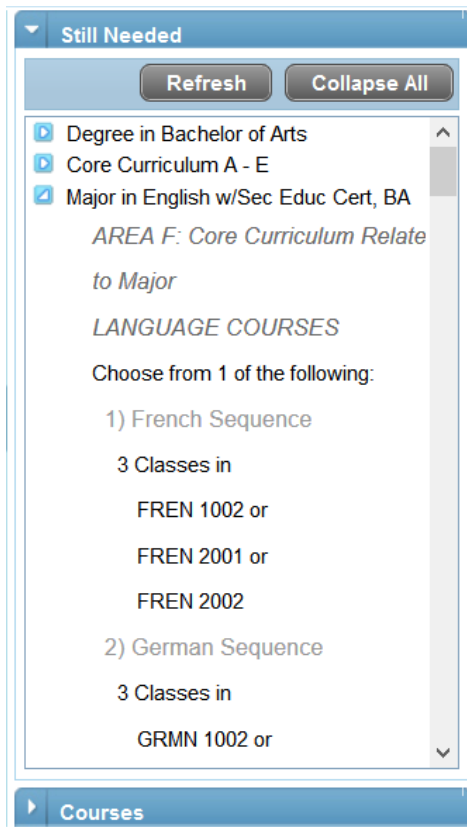 Still Needed
Refresh Collapse All
Degree in Bachelor of Arts
Core Curriculum A - E
Major in English w/Sec Educ Cert, BA
AREA F: Core Curriculum Relate
to Major
LANGUAGE COURSES
Choose from 1 of the following:
1) French Sequence
3 Classes in
FREN 1002 or
FREN 2001 or
FREN 2002
2) German Sequence
3 Classes in
GRMN 1002 or
Courses